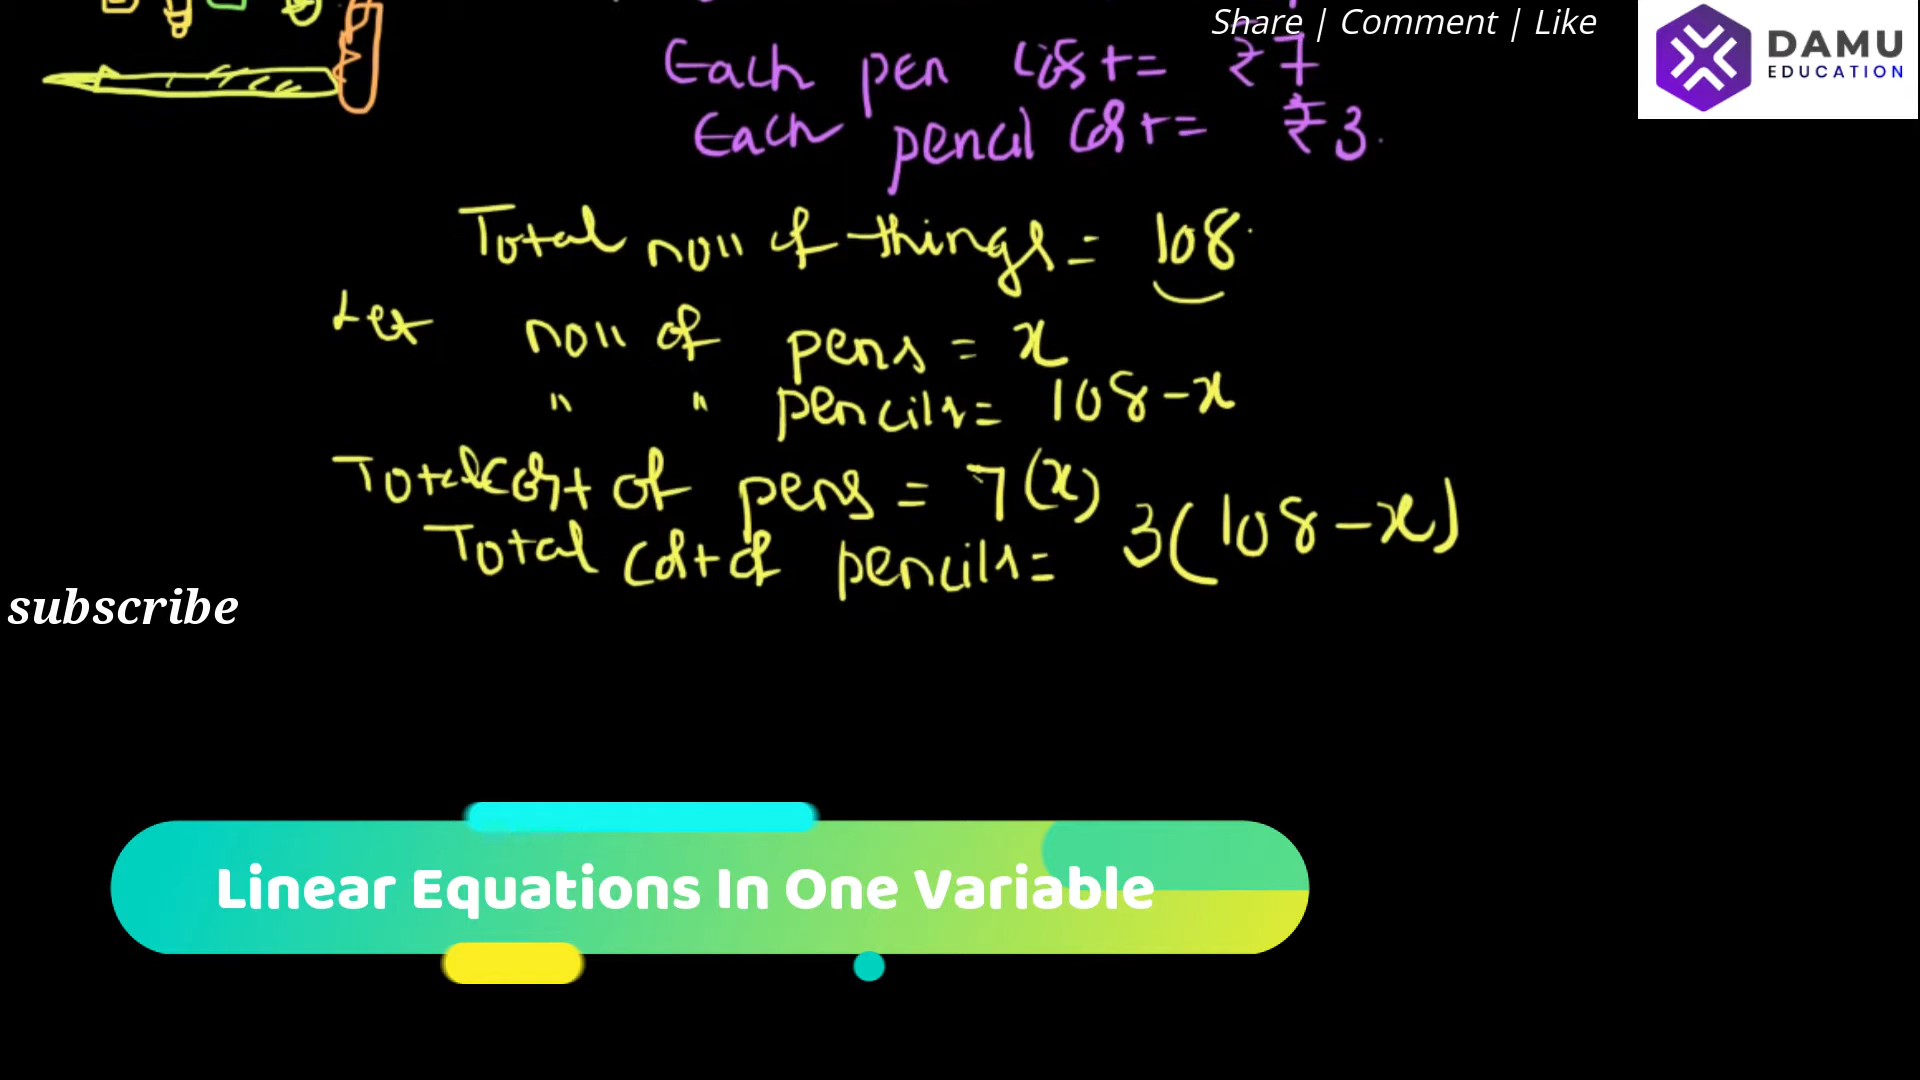 Share | Comment | Like
DAMU
EDUCATION
Each pen cost = ₹7
Each pencil cost = ₹3.
Total no" of things = 108.
Let no" of pens = x
" " pencils = 108-x
Total cost of pens = 7(x)
Total cost of pencils = 3(108-x)
subscribe
Linear Equations In One Variable